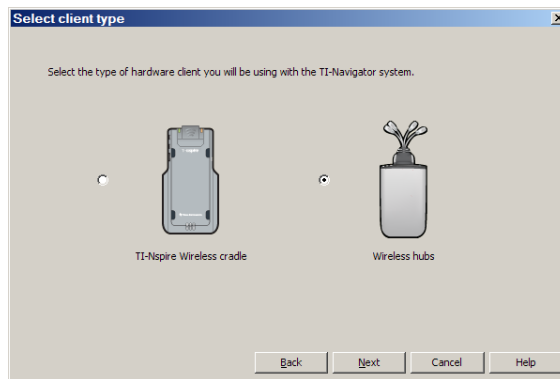 Select client type
Select the type of hardware client you will be using with the TI-Navigator system.
TI-Nspire Wireless cradle
Wireless hubs
Back
Next
Cancel
Help